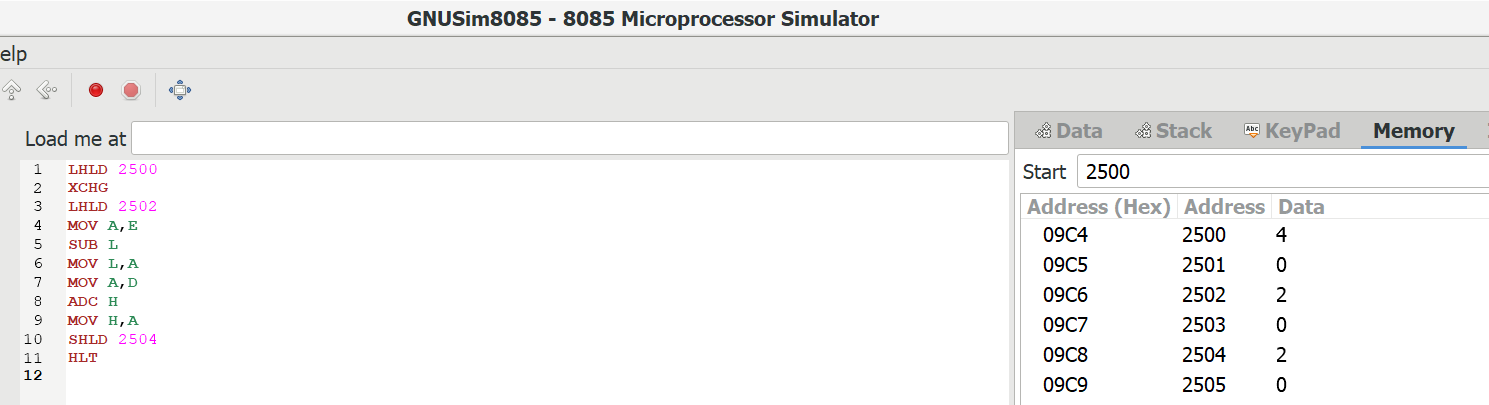 GNUSim8085 - 8085 Microprocessor Simulator
elp
Load me at
1 LHLD 2500
2 XCHG
3 LHLD 2502
4 MOV A,E
5 SUB L
6 MOV L,A
7 MOV A,D
8 ADC H
9 MOV H,A
10 SHLD 2504
11 HLT
12
Data Stack Abc KeyPad Memory
Start 2500
Address (Hex) Address Data
09C4 2500 4
09C5 2501 0
09C6 2502 2
09C7 2503 0
09C8 2504 2
09C9 2505 0